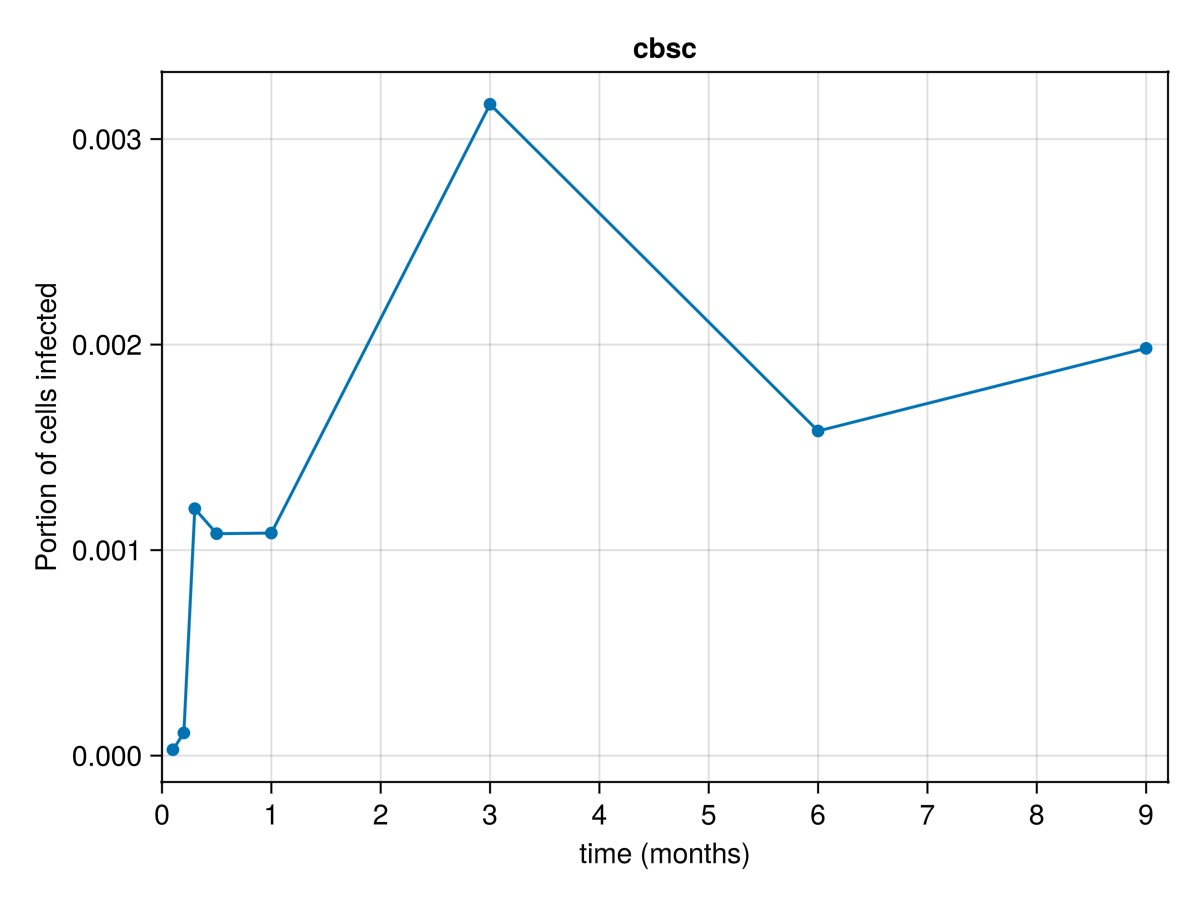 cbsc
Portion of cells infected
0.003
0.002
0.001
0.000
0 1 2 3 4 5 6 7 8 9
time (months)